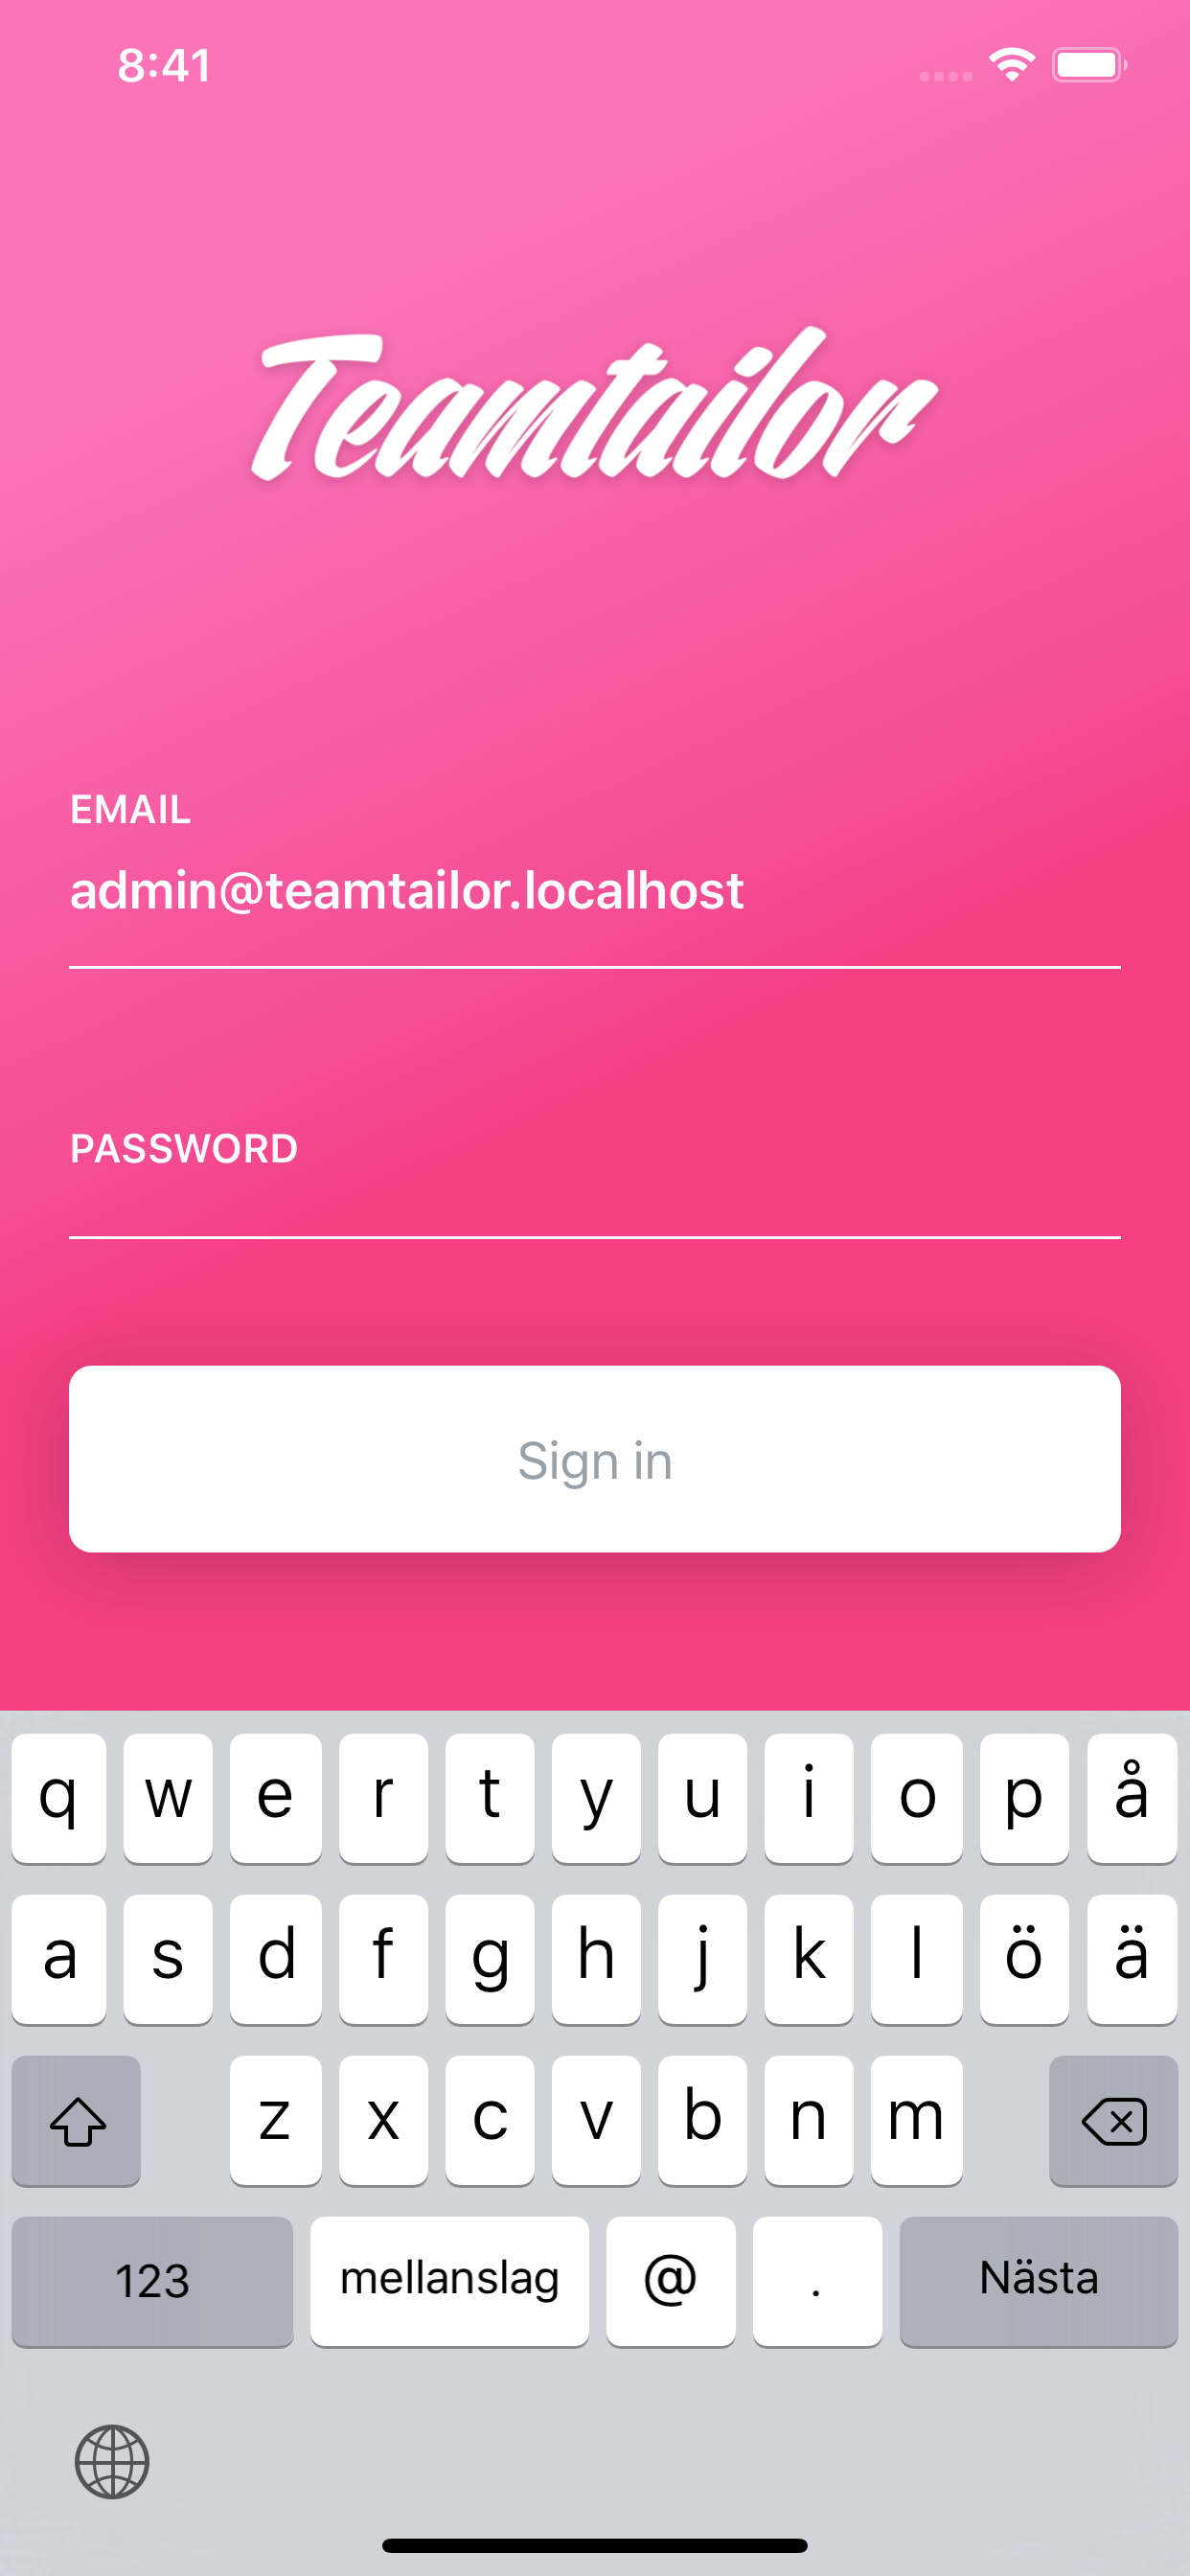 8:41
Teamtailor
EMAIL
admin@teamtailor.localhost
PASSWORD
Sign in
q w e r t y u i o p å
a s d f g h j k l ö ä
z x c v b n m
123 mellanslag @ . Nästa